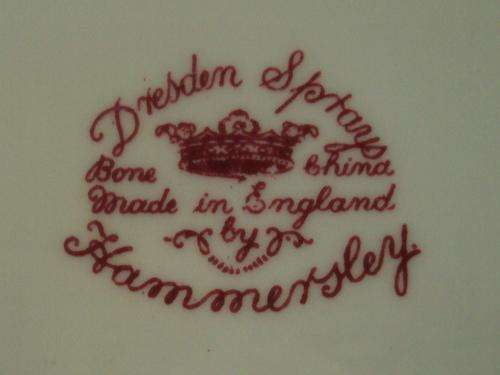 Dresden Sprays
Bone China
Made in England
by
Hammersley